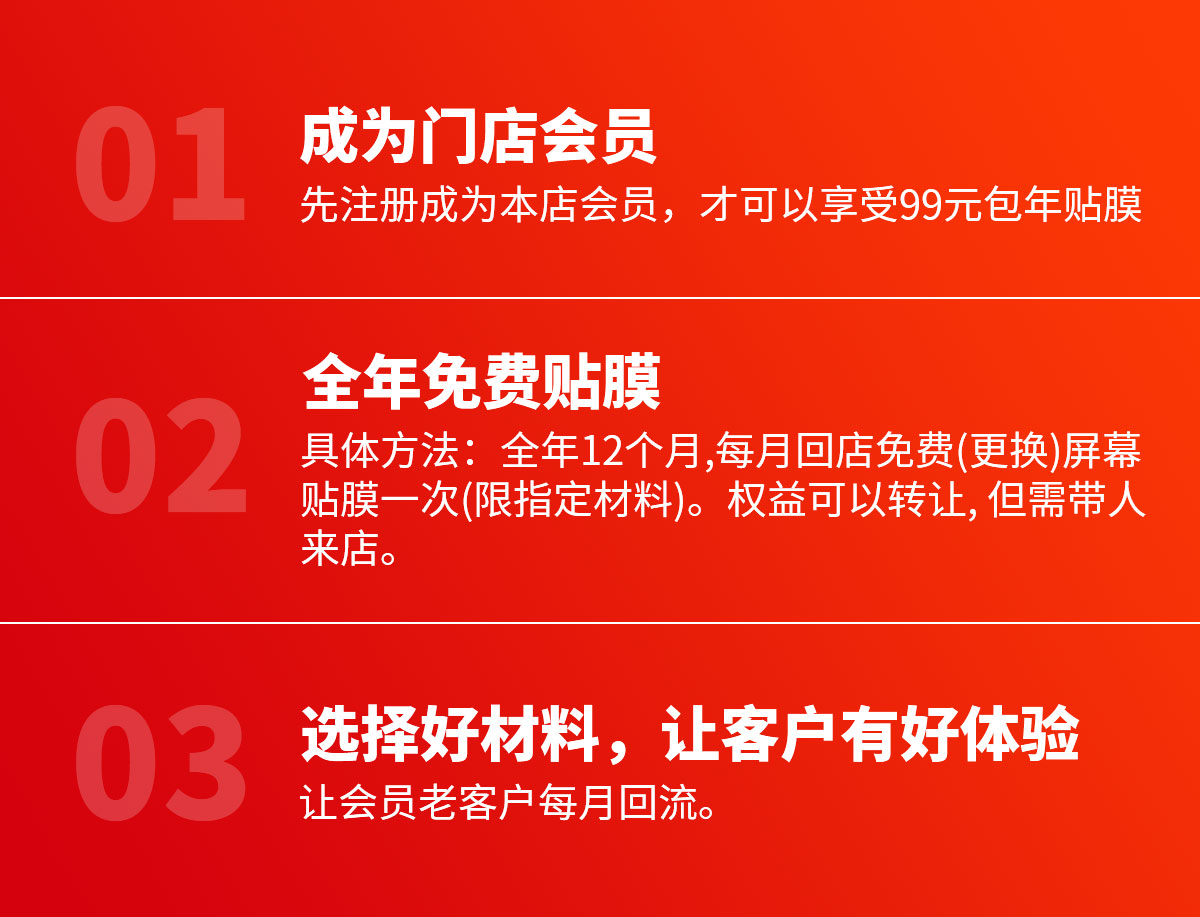 01
成为门店会员
先注册成为本店会员，才可以享受99元包年贴膜
02
全年免费贴膜
具体方法：全年12个月,每月回店免费(更换)屏幕
贴膜一次(限指定材料)。权益可以转让, 但需带人
来店。
03
选择好材料，让客户有好体验
让会员老客户每月回流。